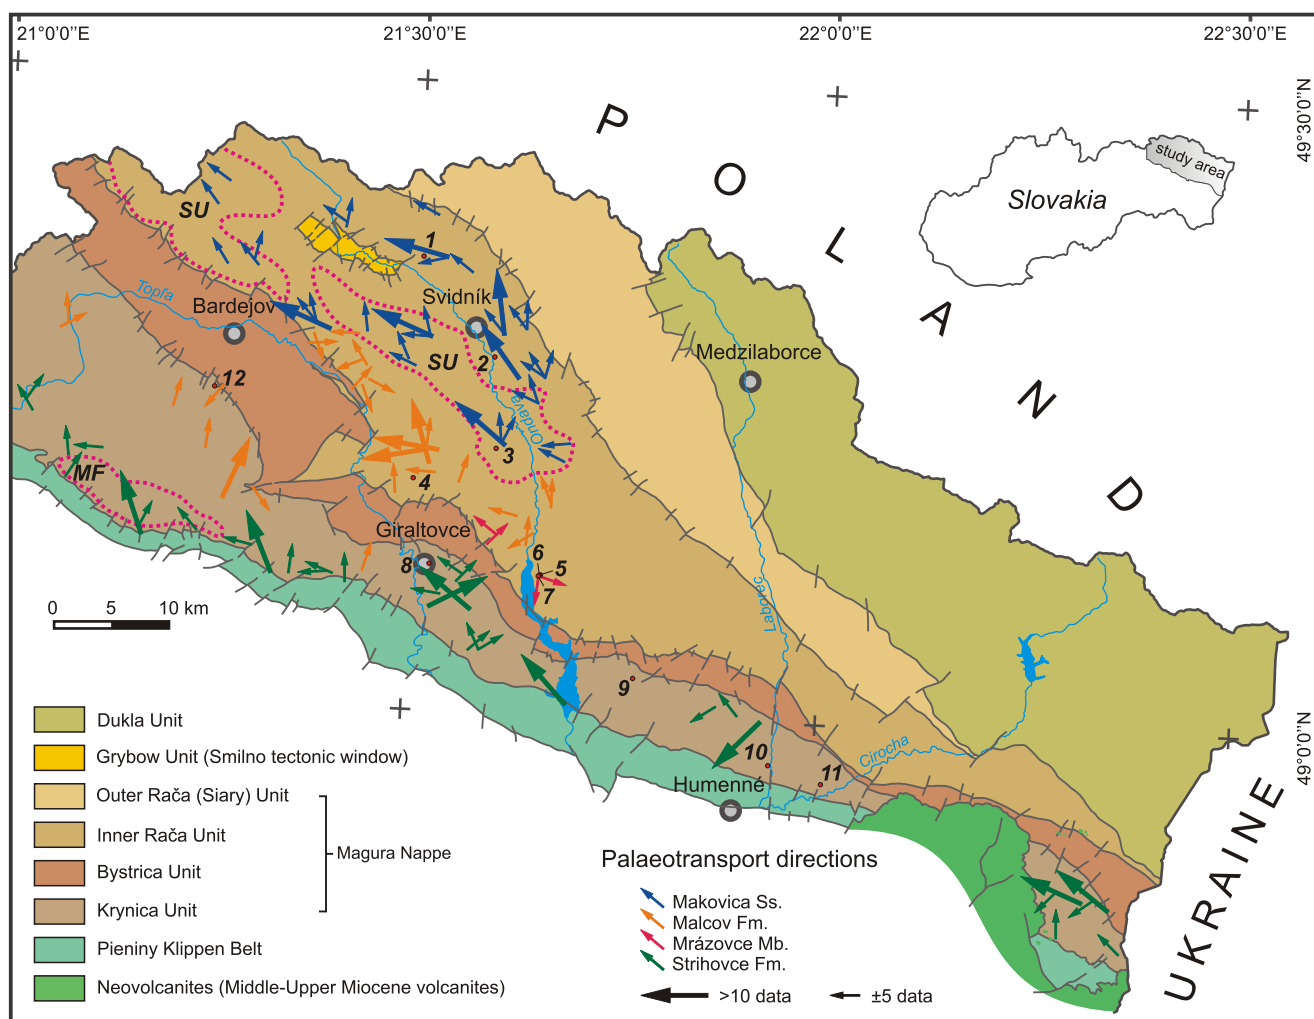 21°0’0’’E
21°30’0’’E
22°0’0’’E
22°30’0’’E
49°30’0’’N
49°0’0’’N
POLAND
UKRAINE
study area
Slovakia
SU
1
Topľa
Bardejov
Svidník
SU
2
Medzilaborce
12
Ondava
3
MF
4
Giraltovce
8
6
5
7
Laborec
9
10
11
Cirocha
Humenné
0 5 10 km
Dukla Unit
Grybow Unit (Smilno tectonic window)
Outer Rača (Siary) Unit
Inner Rača Unit
Magura Nappe
Bystrica Unit
Krynica Unit
Pieniny Klippen Belt
Neovolcanites (Middle-Upper Miocene volcanites)
Palaeotransport directions
Makovica Ss.
Malcov Fm.
Mrázovce Mb.
Strihovce Fm.
>10 data
±5 data